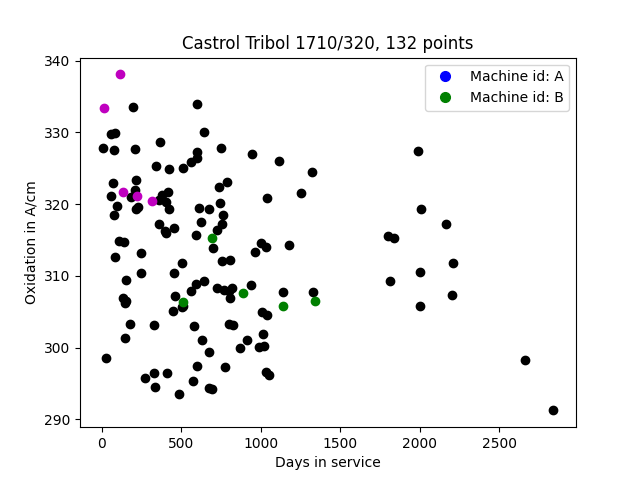 Castrol Tribol 1710/320, 132 points
Machine id: A
Machine id: B
340
330
320
310
300
290
Oxidation in A/cm
0 500 1000 1500 2000 2500
Days in service